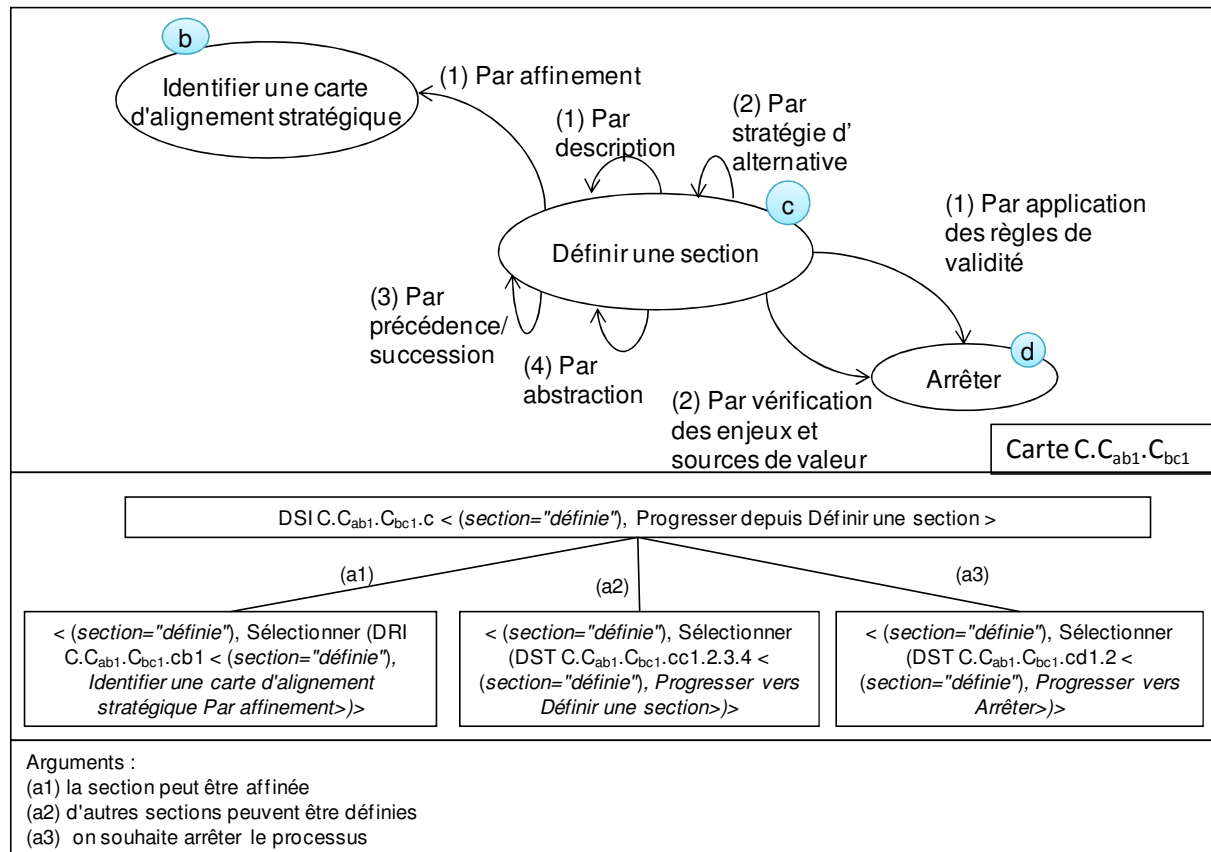 b
Identifier une carte
d'alignement stratégique
(1) Par affinement
(1) Par
description
(2) Par
stratégie d'
alternative
c
Définir une section
(1) Par application
des règles de
validité
(3) Par
précédence/
succession
(4) Par
abstraction
d
Arrêter
(2) Par vérification
des enjeux et
sources de valeur
Carte C.Cab1.Cbc1
DSI C.Cab1.Cbc1.c < (section="définie"), Progresser depuis Définir une section >
(a1)
(a2)
(a3)
< (section="définie"), Sélectionner (DRI
C.Cab1.Cbc1.cb1 < (section="définie"),
Identifier une carte d'alignement
stratégique Par affinement>)>
< (section="définie"), Sélectionner
(DST C.Cab1.Cbc1.cc1.2.3.4 <
(section="définie"), Progresser vers
Définir une section>)>
< (section="définie"), Sélectionner
(DST C.Cab1.Cbc1.cd1.2 <
(section="définie"), Progresser vers
Arrêter>)>
Arguments :
(a1) la section peut être affinée
(a2) d'autres sections peuvent être définies
(a3) on souhaite arrêter le processus